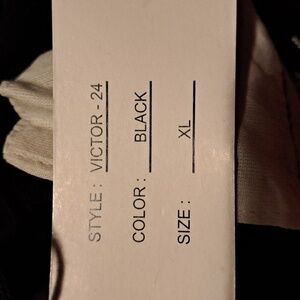 STYLE : VICTOR - 24
COLOR : BLACK
SIZE : XL